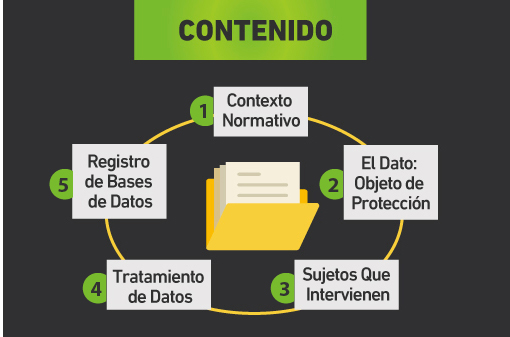 CONTENIDO
1
Contexto
Normativo
2
El Dato:
Objeto de
Protección
3
Sujetos Que
Intervienen
4
Tratamiento
de Datos
5
Registro
de Bases
de Datos